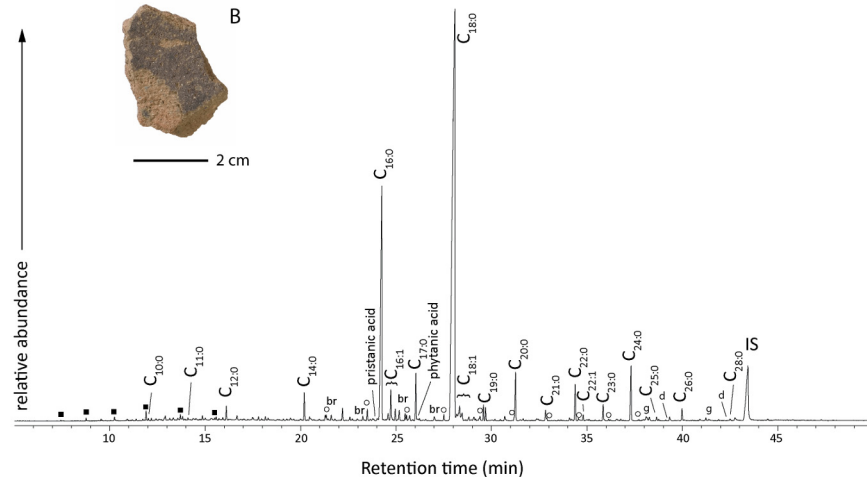 B
2 cm
relative abundance
C10:0
C11:0
C12:0
C14:0
br
br
pristanic acid
C16:0
}C16:1
br
C17:0
phytanic acid
br
C18:0
} C18:1
C19:0
C20:0
C21:0
C22:0
C22:1
C23:0
C24:0
g
C25:0
d
C26:0
g
d
C28:0
IS
10
15
20
25
30
35
40
45
Retention time (min)